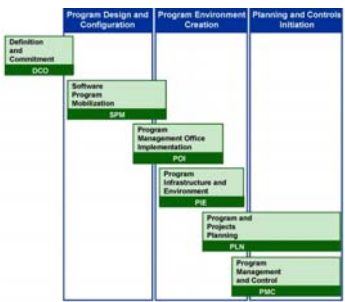 Program Design and
Configuration
Program Environment
Creation
Planning and Controls
Initiation
Definition
and
Commitment
DCO
Software
Program
Mobilization
SPM
Program
Management Office
Implementation
POI
Program
Infrastructure and
Environment
PIE
Program and
Projects
Planning
PLN
Program
Management
and Control
PMC